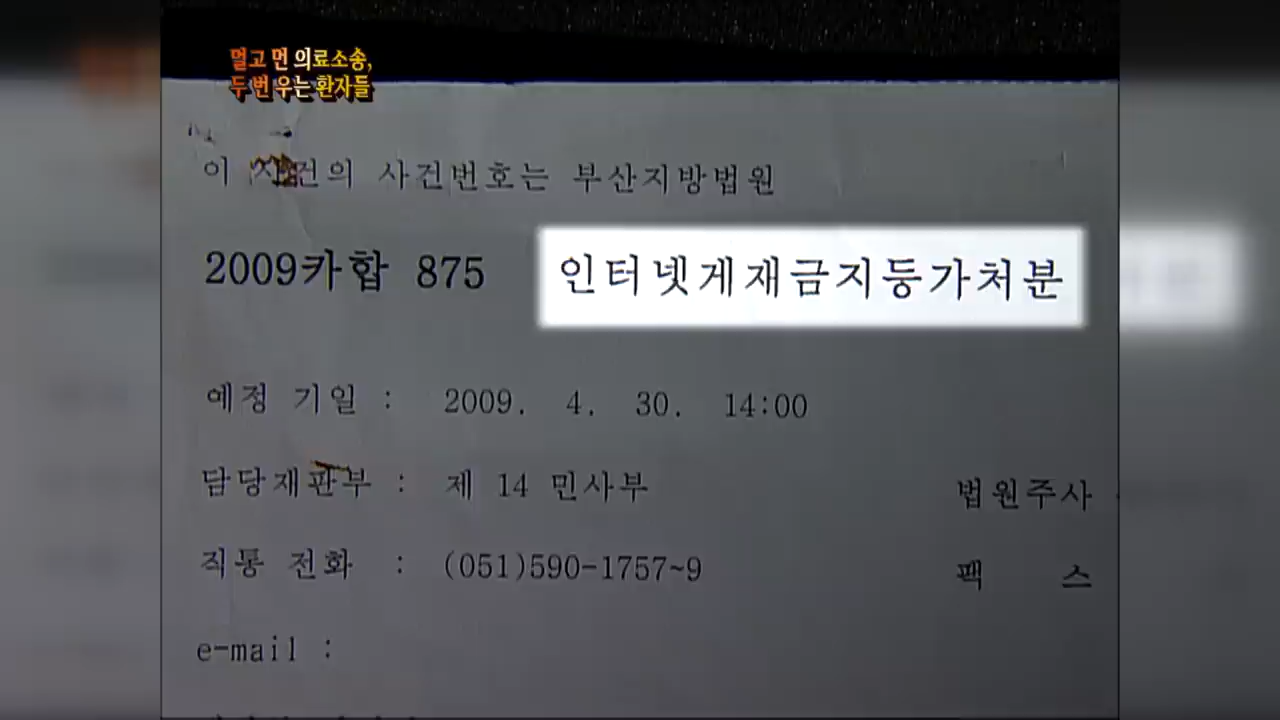 멀고 먼 의료소송,
두 번 우는 환자들
이 사건의 사건번호는 부산지방법원
2009카합 875 인터넷게재금지등가처분
예정 기일 : 2009. 4. 30. 14:00
담당재판부 : 제 14 민사부 법원주사
직통 전화 : (051)590-1757~9 팩 스
e-mail :